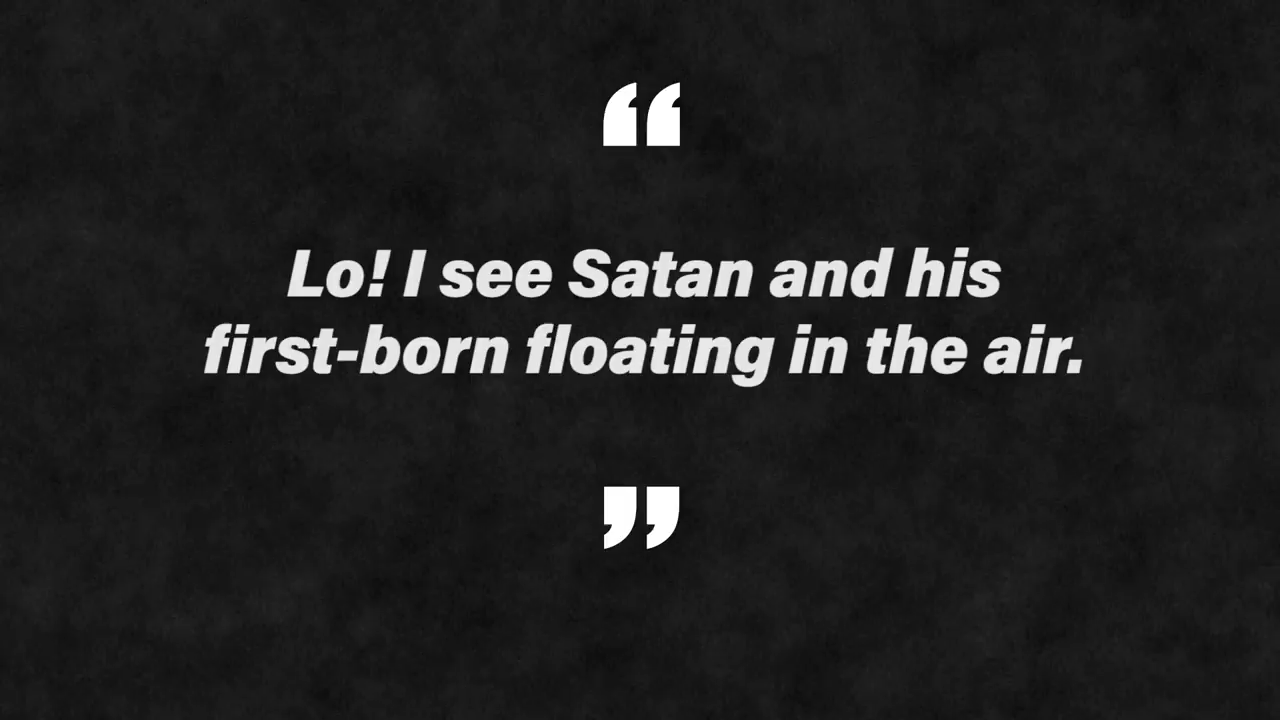 “
Lo! I see Satan and his
first-born floating in the air.
”